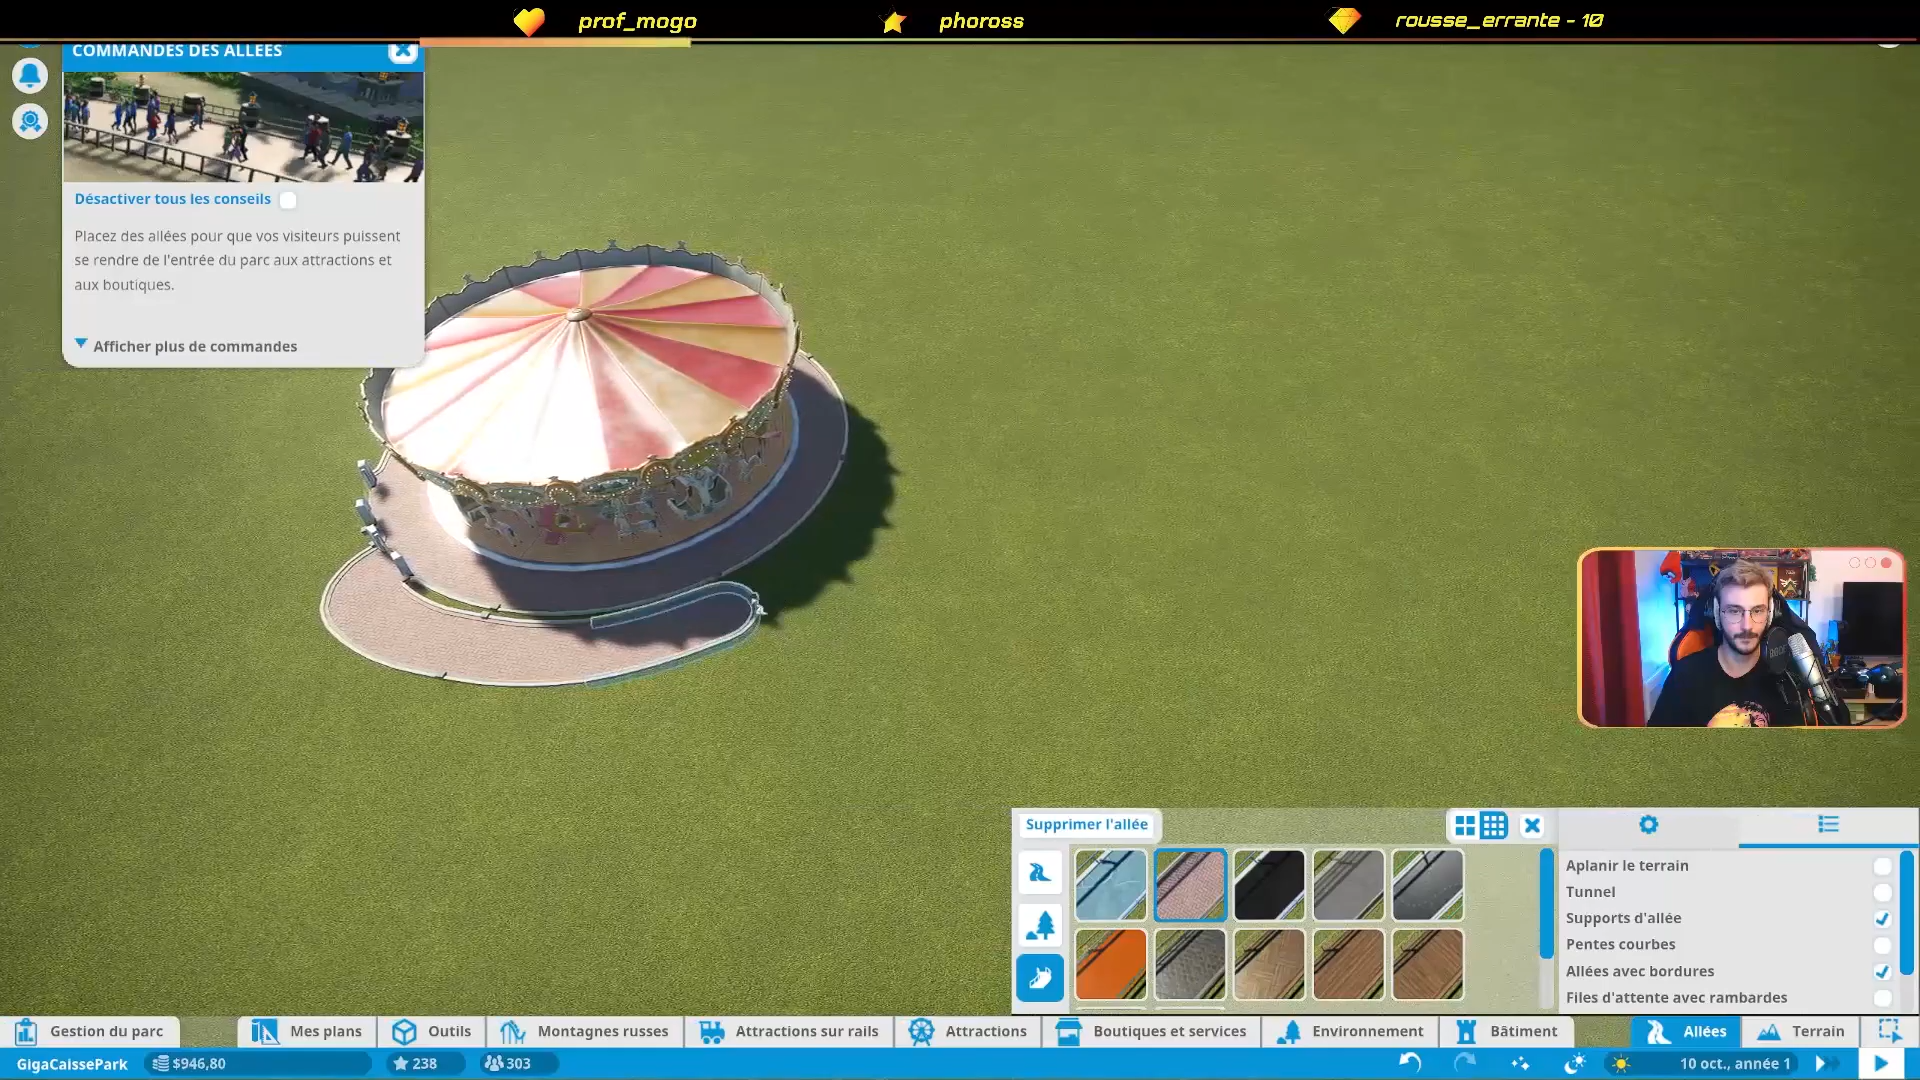 prof_mogo
phoross
rousse_errante - 10
COMMANDES DES ALLÉES
Désactiver tous les conseils
Placez des allées pour que vos visiteurs puissent
se rendre de l'entrée du parc aux attractions et
aux boutiques.
Afficher plus de commandes
Supprimer l'allée
Aplanir le terrain
Tunnel
Supports d'allée
Pentes courbes
Allées avec bordures
Files d'attente avec rambardes
Gestion du parc
Mes plans
Outils
Montagnes russes
Attractions sur rails
Attractions
Boutiques et services
Environnement
Bâtiment
Allées
Terrain
GigaCaissePark
$946,80
238
303
10 oct., année 1